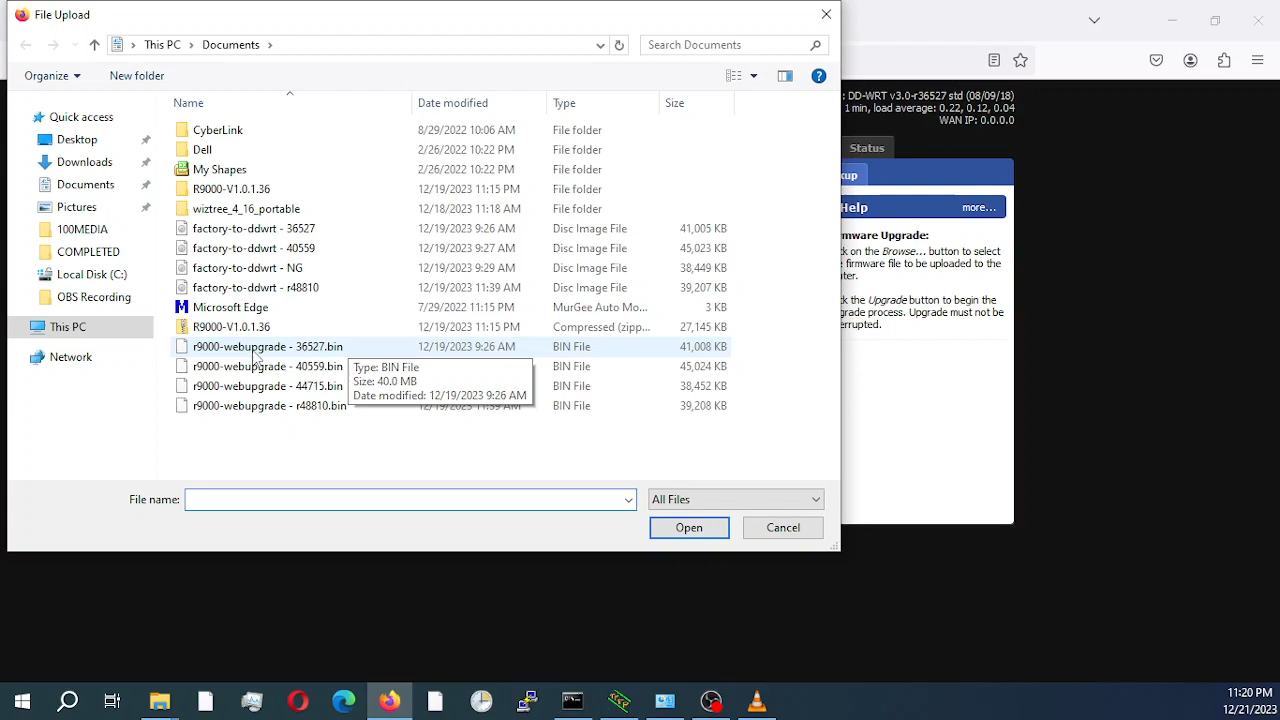 File Upload
This PC
Documents
Search Documents
Organize
New folder
Name
Date modified
Type
Size
Quick access
Desktop
Downloads
Documents
Pictures
100MEDIA
COMPLETED
Local Disk (C:)
OBS Recording
This PC
Network
CyberLink 8/29/2022 10:06 AM File folder
Dell 2/26/2022 10:22 PM File folder
My Shapes 2/26/2022 10:22 PM File folder
R9000-V1.0.1.36 12/19/2023 11:15 PM File folder
wiztree_4_16_portable 12/18/2023 11:18 AM File folder
factory-to-ddwrt - 36527 12/19/2023 9:27 AM Disc Image File 41,005 KB
factory-to-ddwrt - 40559 12/19/2023 9:26 AM Disc Image File 45,023 KB
factory-to-ddwrt - NG 12/19/2023 9:29 AM Disc Image File 38,449 KB
factory-to-ddwrt - r48810 12/19/2023 11:39 AM Disc Image File 39,207 KB
Microsoft Edge 7/29/2022 11:15 PM MurGee Auto Mo... 3 KB
R9000-V1.0.1.36 12/19/2023 11:15 PM Compressed (zipp... 27,145 KB
r9000-webupgrade - 36527.bin 12/19/2023 9:26 AM BIN File 41,008 KB
r9000-webupgrade - 40559.bin BIN File 45,024 KB
r9000-webupgrade - 44715.bin BIN File 38,452 KB
r9000-webupgrade - r48810.bin 12/19/2023 11:39 AM BIN File 39,208 KB
Type: BIN File
Size: 40.0 MB
Date modified: 12/19/2023 9:26 AM
File name:
All Files
Open
Cancel
: DD-WRT v3.0-r36527 std (08/09/18)
1 min, load average: 0.22, 0.12, 0.04
WAN IP: 0.0.0.0
Status
kup
Help more...
mware Upgrade:
ck on the Browse... button to select
e firmware file to be uploaded to the
ter.
ck the Upgrade button to begin the
grade process. Upgrade must not be
errupted.
11:20 PM
12/21/2023